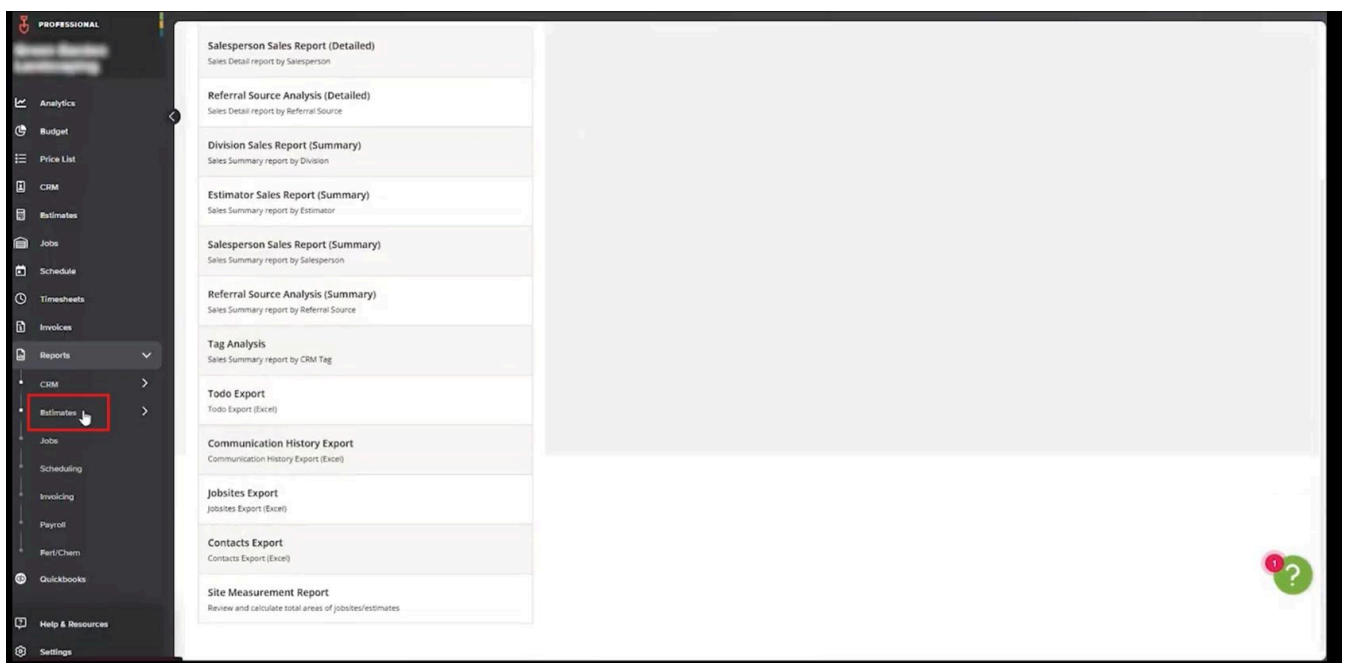 PROFESSIONAL
Analytics
Budget
Price List
CRM
Estimates
Jobs
Schedule
Timesheets
Invoices
Reports
CRM
Estimates
Jobs
Scheduling
Invoicing
Payroll
Fert/Chem
Quickbooks
Help & Resources
Settings
Salesperson Sales Report (Detailed)
Sales Detail report by Salesperson
Referral Source Analysis (Detailed)
Sales Detail report by Referral Source
Division Sales Report (Summary)
Sales Summary report by Division
Estimator Sales Report (Summary)
Sales Summary report by Estimator
Salesperson Sales Report (Summary)
Sales Summary report by Salesperson
Referral Source Analysis (Summary)
Sales Summary report by Referral Source
Tag Analysis
Sales Summary report by CRM Tag
Todo Export
Todo Export (Excel)
Communication History Export
Communication History Export (Excel)
Jobsites Export
Jobsites Export (Excel)
Contacts Export
Contacts Export (Excel)
Site Measurement Report
Review and calculate total areas of jobsites/estimates
1
?